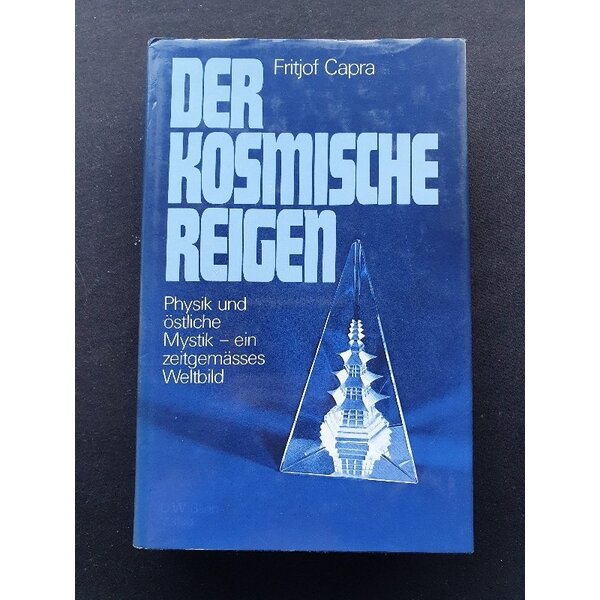 Fritjof Capra
DER
KOSMISCHE
REIGEN
Physik und
östliche
Mystik – ein
zeitgemässes
Weltbild